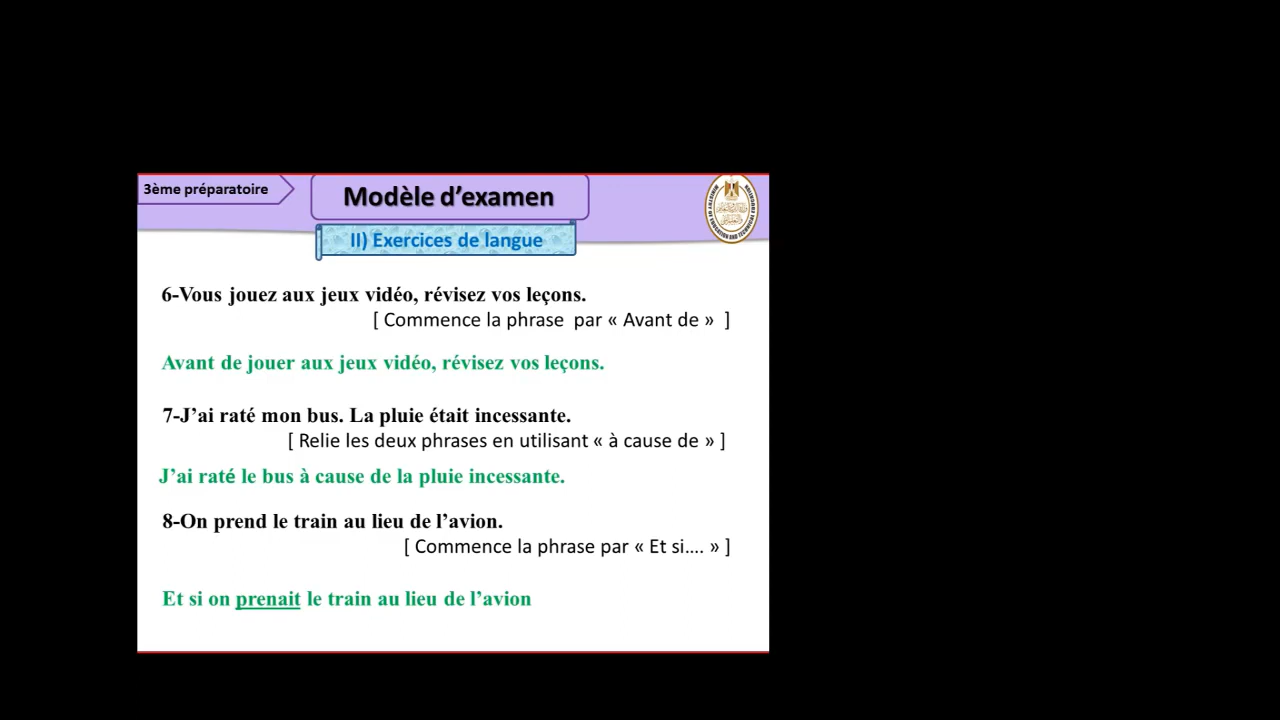 3ème préparatoire
Modèle d’examen
II) Exercices de langue
6-Vous jouez aux jeux vidéo, révisez vos leçons.
[ Commence la phrase  par « Avant de »  ]
Avant de jouer aux jeux vidéo, révisez vos leçons.
7-J’ai raté mon bus. La pluie était incessante.
[ Relie les deux phrases en utilisant « à cause de » ]
J’ai raté le bus à cause de la pluie incessante.
8-On prend le train au lieu de l’avion.
[ Commence la phrase par « Et si…. » ]
Et si on prenait le train au lieu de l’avion